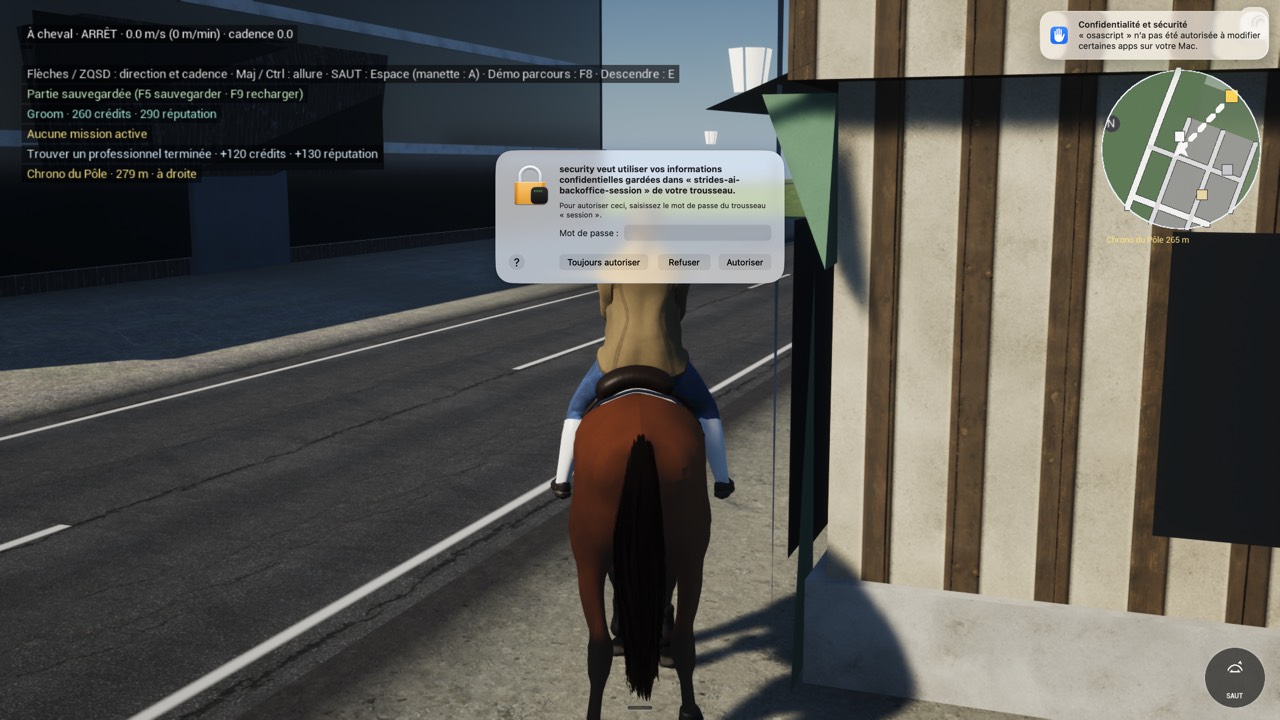 À cheval · ARRÊT · 0.0 m/s (0 m/min) · cadence 0.0
Flèches / ZQSD : direction et cadence · Maj / Ctrl : allure · SAUT : Espace (manette : A) · Démo parcours : F8 · Descendre : E
Partie sauvegardée (F5 sauvegarder · F9 recharger)
Groom · 260 crédits · 290 réputation
Aucune mission active
Trouver un professionnel terminée · +120 crédits · +130 réputation
Chrono du Pôle · 279 m · à droite
security veut utiliser vos informations
confidentielles gardées dans « strides-ai-
backoffice-session » de votre trousseau.
Pour autoriser ceci, saisissez le mot de passe du trousseau
« session ».
Mot de passe :
?
Toujours autoriser
Refuser
Autoriser
Confidentialité et sécurité
« osascript » n'a pas été autorisée à modifier
certaines apps sur votre Mac.
N
Chrono du Pôle 265 m
SAUT